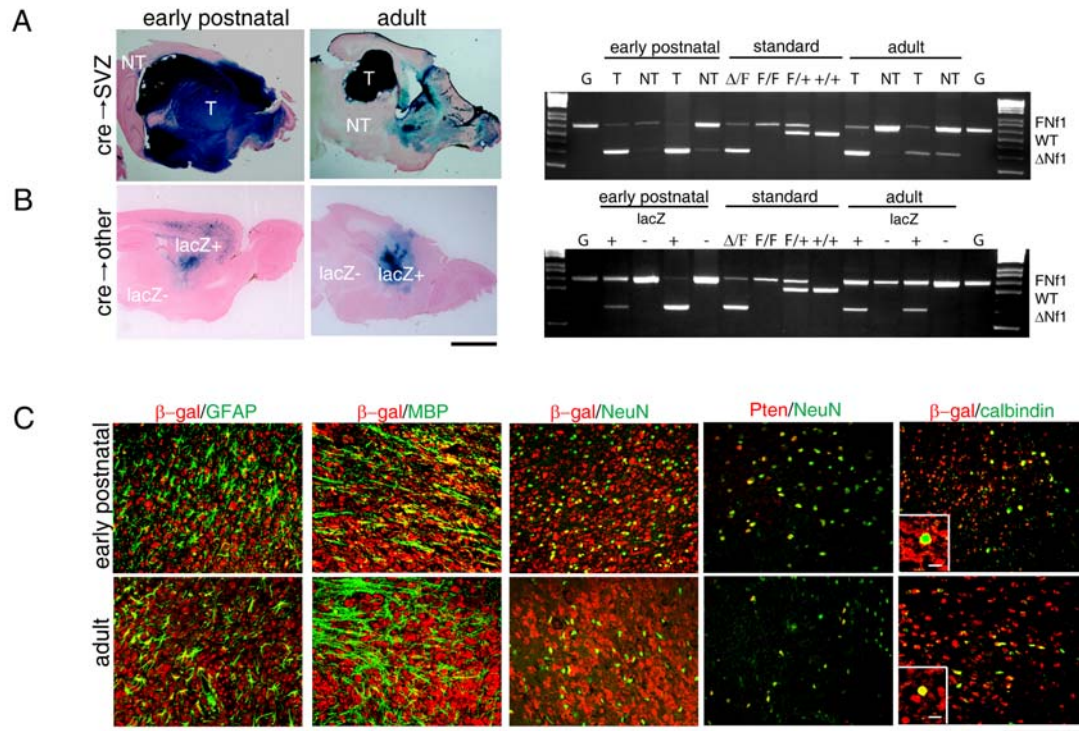 A
early postnatal
adult
cre→SVZ
NT
T
T
NT
early postnatal
standard
adult
G T NT T NT Δ/F F/F F/+ +/+ T NT T NT G
FNf1
WT
ΔNf1
B
cre→other
lacZ+
lacZ-
lacZ-
lacZ+
early postnatal
standard
adult
lacZ
lacZ
G + - + - Δ/F F/F F/+ +/+ + - + - G
FNf1
WT
ΔNf1
C
β-gal/GFAP
β-gal/MBP
β-gal/NeuN
Pten/NeuN
β-gal/calbindin
early postnatal
adult